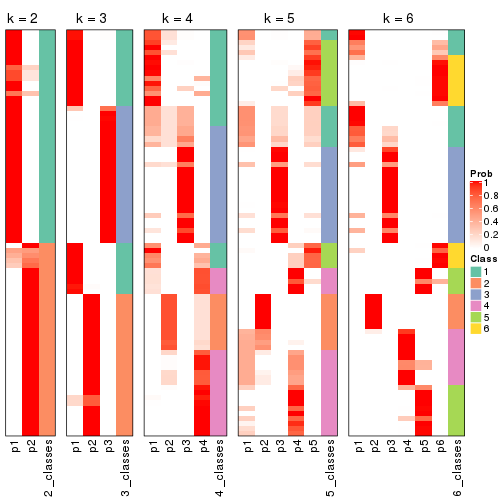 k = 2
k = 3
k = 4
k = 5
k = 6
p1
p2
2_classes
p1
p2
p3
3_classes
p1
p2
p3
p4
4_classes
p1
p2
p3
p4
p5
5_classes
p1
p2
p3
p4
p5
p6
6_classes
Prob
1
0.8
0.6
0.4
0.2
0
Class
1
2
3
4
5
6